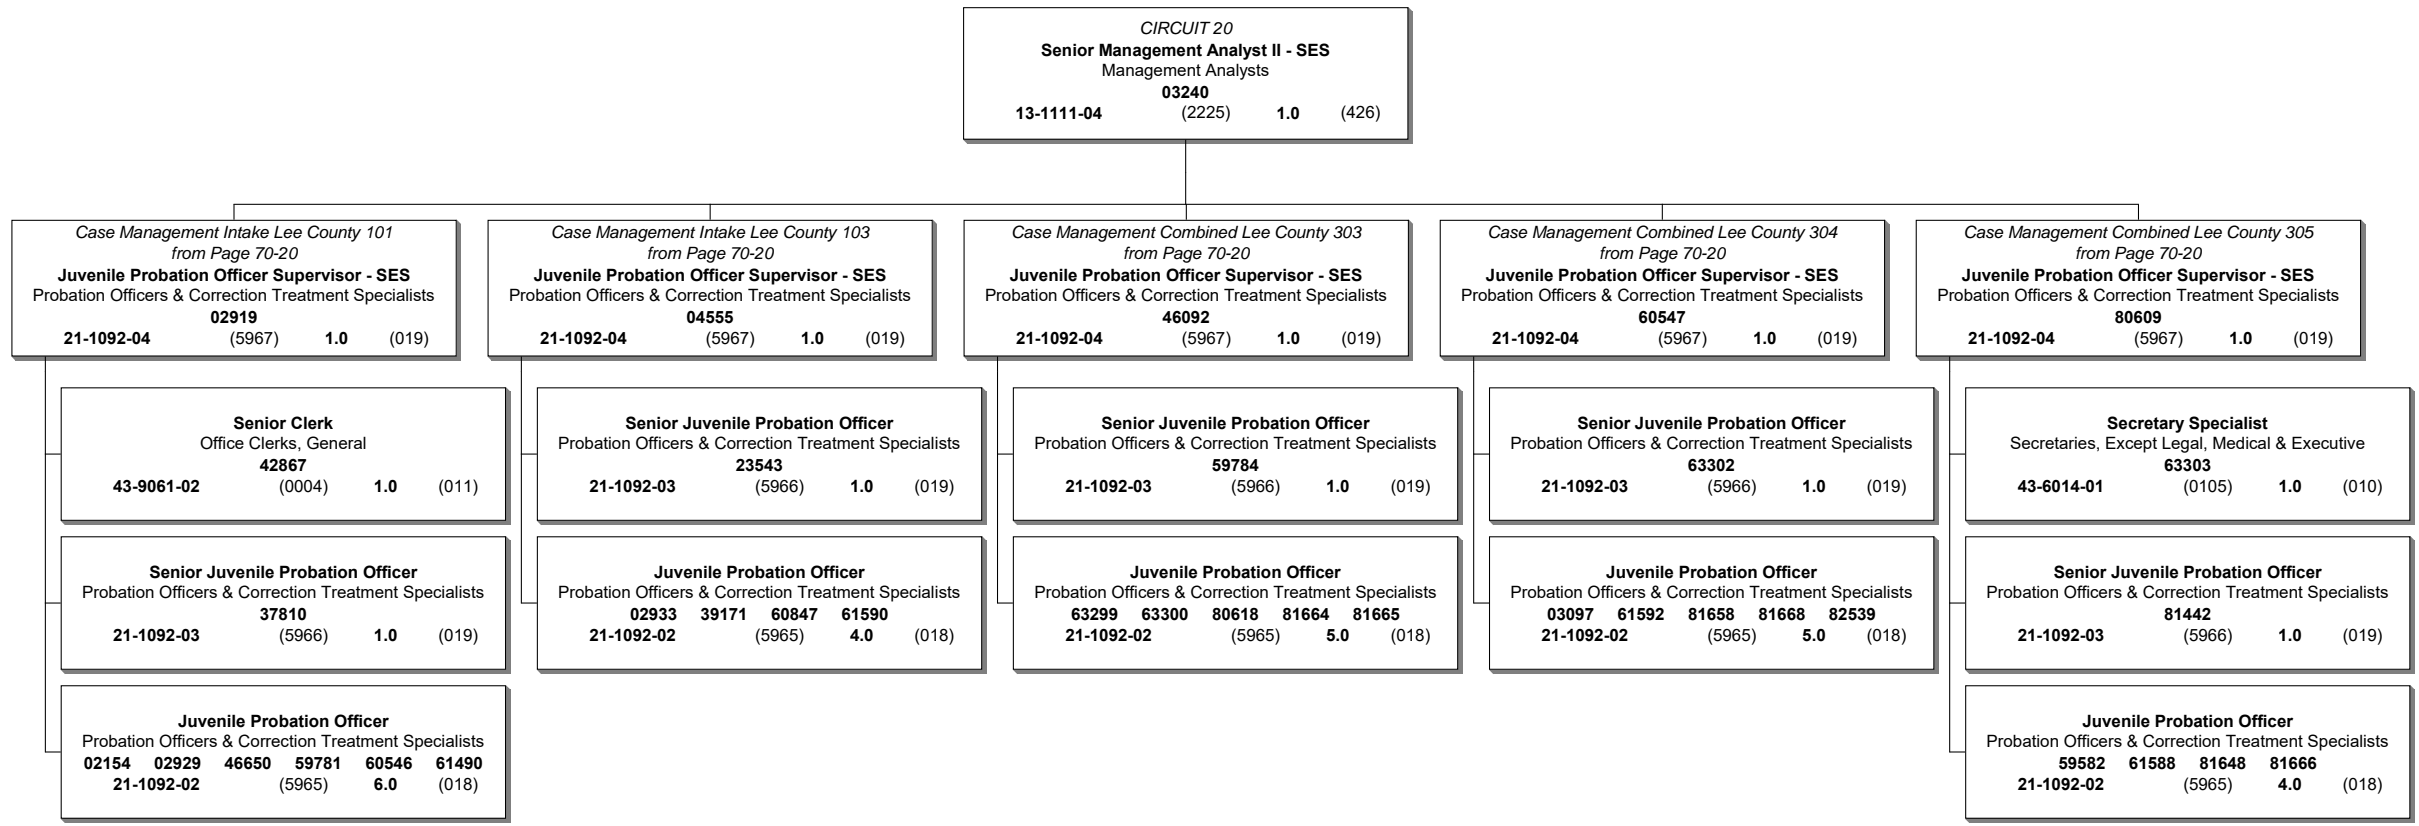 CIRCUIT 20
Senior Management Analyst II - SES
Management Analysts
03240
13-1111-04 (2225) 1.0 (426)
Case Management Intake Lee County 101
from Page 70-20
Juvenile Probation Officer Supervisor - SES
Probation Officers & Correction Treatment Specialists
02919
21-1092-04 (5967) 1.0 (019)
Senior Clerk
Office Clerks, General
42867
43-9061-02 (0004) 1.0 (011)
Senior Juvenile Probation Officer
Probation Officers & Correction Treatment Specialists
37810
21-1092-03 (5966) 1.0 (019)
Juvenile Probation Officer
Probation Officers & Correction Treatment Specialists
02154 02929 46650 59781 60546 61490
21-1092-02 (5965) 6.0 (018)
Case Management Intake Lee County 103
from Page 70-20
Juvenile Probation Officer Supervisor - SES
Probation Officers & Correction Treatment Specialists
04555
21-1092-04 (5967) 1.0 (019)
Senior Juvenile Probation Officer
Probation Officers & Correction Treatment Specialists
23543
21-1092-03 (5966) 1.0 (019)
Juvenile Probation Officer
Probation Officers & Correction Treatment Specialists
02933 39171 60847 61590
21-1092-02 (5965) 4.0 (018)
Case Management Combined Lee County 303
from Page 70-20
Juvenile Probation Officer Supervisor - SES
Probation Officers & Correction Treatment Specialists
46092
21-1092-04 (5967) 1.0 (019)
Senior Juvenile Probation Officer
Probation Officers & Correction Treatment Specialists
59784
21-1092-03 (5966) 1.0 (019)
Juvenile Probation Officer
Probation Officers & Correction Treatment Specialists
63299 63300 80618 81664 81665
21-1092-02 (5965) 5.0 (018)
Case Management Combined Lee County 304
from Page 70-20
Juvenile Probation Officer Supervisor - SES
Probation Officers & Correction Treatment Specialists
60547
21-1092-04 (5967) 1.0 (019)
Senior Juvenile Probation Officer
Probation Officers & Correction Treatment Specialists
63302
21-1092-03 (5966) 1.0 (019)
Juvenile Probation Officer
Probation Officers & Correction Treatment Specialists
03097 61592 81658 81668 82539
21-1092-02 (5965) 5.0 (018)
Case Management Combined Lee County 305
from Page 70-20
Juvenile Probation Officer Supervisor - SES
Probation Officers & Correction Treatment Specialists
80609
21-1092-04 (5967) 1.0 (019)
Secretary Specialist
Secretaries, Except Legal, Medical & Executive
63303
43-6014-01 (0105) 1.0 (010)
Senior Juvenile Probation Officer
Probation Officers & Correction Treatment Specialists
81442
21-1092-03 (5966) 1.0 (019)
Juvenile Probation Officer
Probation Officers & Correction Treatment Specialists
59582 61588 81648 81666
21-1092-02 (5965) 4.0 (018)